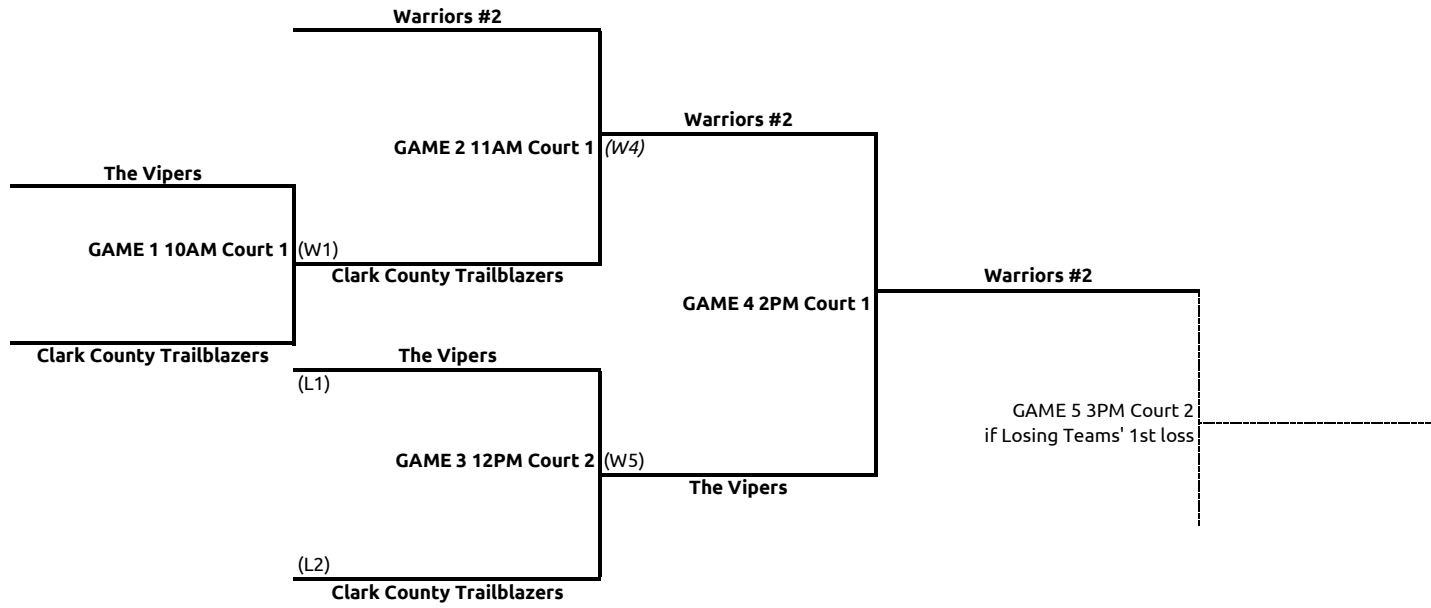 Warriors #2
Warriors #2
GAME 2 11AM Court 1 (W4)
The Vipers
GAME 1 10AM Court 1 (W1)
Clark County Trailblazers
Warriors #2
GAME 4 2PM Court 1
Clark County Trailblazers
The Vipers
(L1)
GAME 5 3PM Court 2
if Losing Teams' 1st loss
GAME 3 12PM Court 2 (W5)
The Vipers
(L2)
Clark County Trailblazers